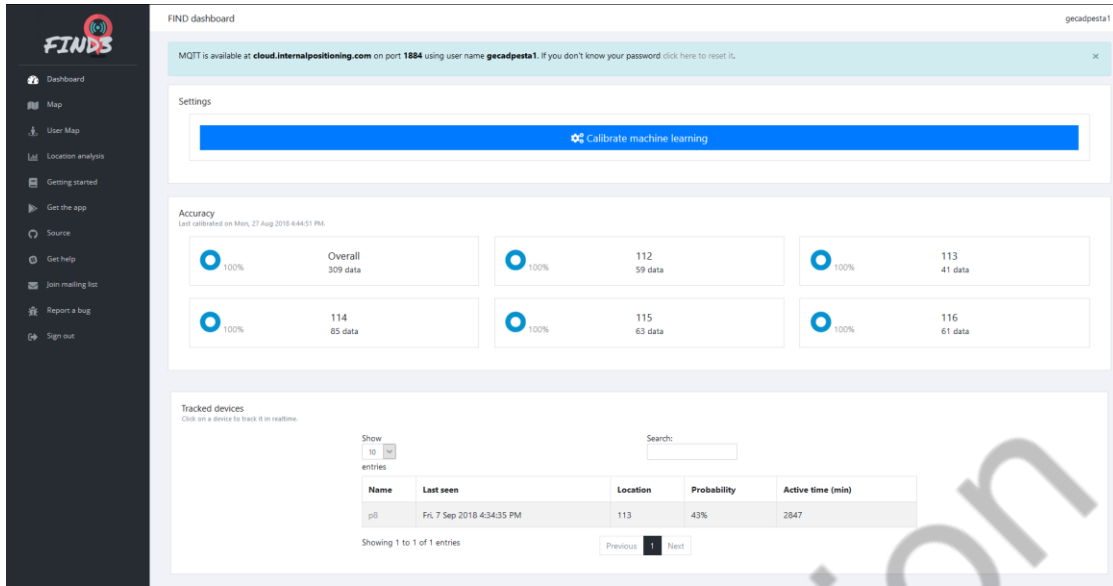 FIND3
FIND dashboard
gecadpesta1
MQTT is available at cloud.internalpositioning.com on port 1884 using user name gecadpesta1. If you don't know your password click here to reset it.
×
Dashboard
Map
User Map
Location analysis
Getting started
Get the app
Source
Get help
Join mailing list
Report a bug
Sign out
Settings
Calibrate machine learning
Accuracy
Last calibrated on Mon, 27 Aug 2018 4:44:51 PM.
100%
Overall
309 data
100%
112
59 data
100%
113
41 data
100%
114
85 data
100%
115
63 data
100%
116
61 data
Tracked devices
Click on a device to track it in realtime.
Show
10
entries
Search:
Name Last seen Location Probability Active time (min)
p8 Fri, 7 Sep 2018 4:34:35 PM 113 43% 2847
Showing 1 to 1 of 1 entries
Previous 1 Next
on